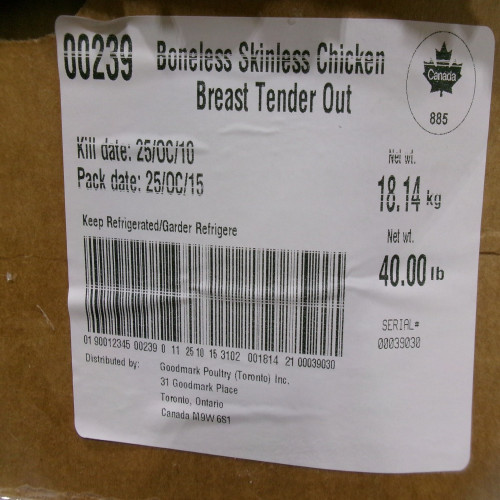 00239 Boneless Skinless Chicken
Breast Tender Out
Canada
885
Kill date: 25/OC/10
Pack date: 25/OC/15
Net wt.
18.14 kg
Net wt.
40.00 lb
Keep Refrigerated/Garder Refrigere
SERIAL#
00039030
01 90012345 00239 0 11 25 10 15 3102 001814 21 00039030
Distributed by: Goodmark Poultry (Toronto) Inc.
31 Goodmark Place
Toronto, Ontario
Canada M9W 6S1